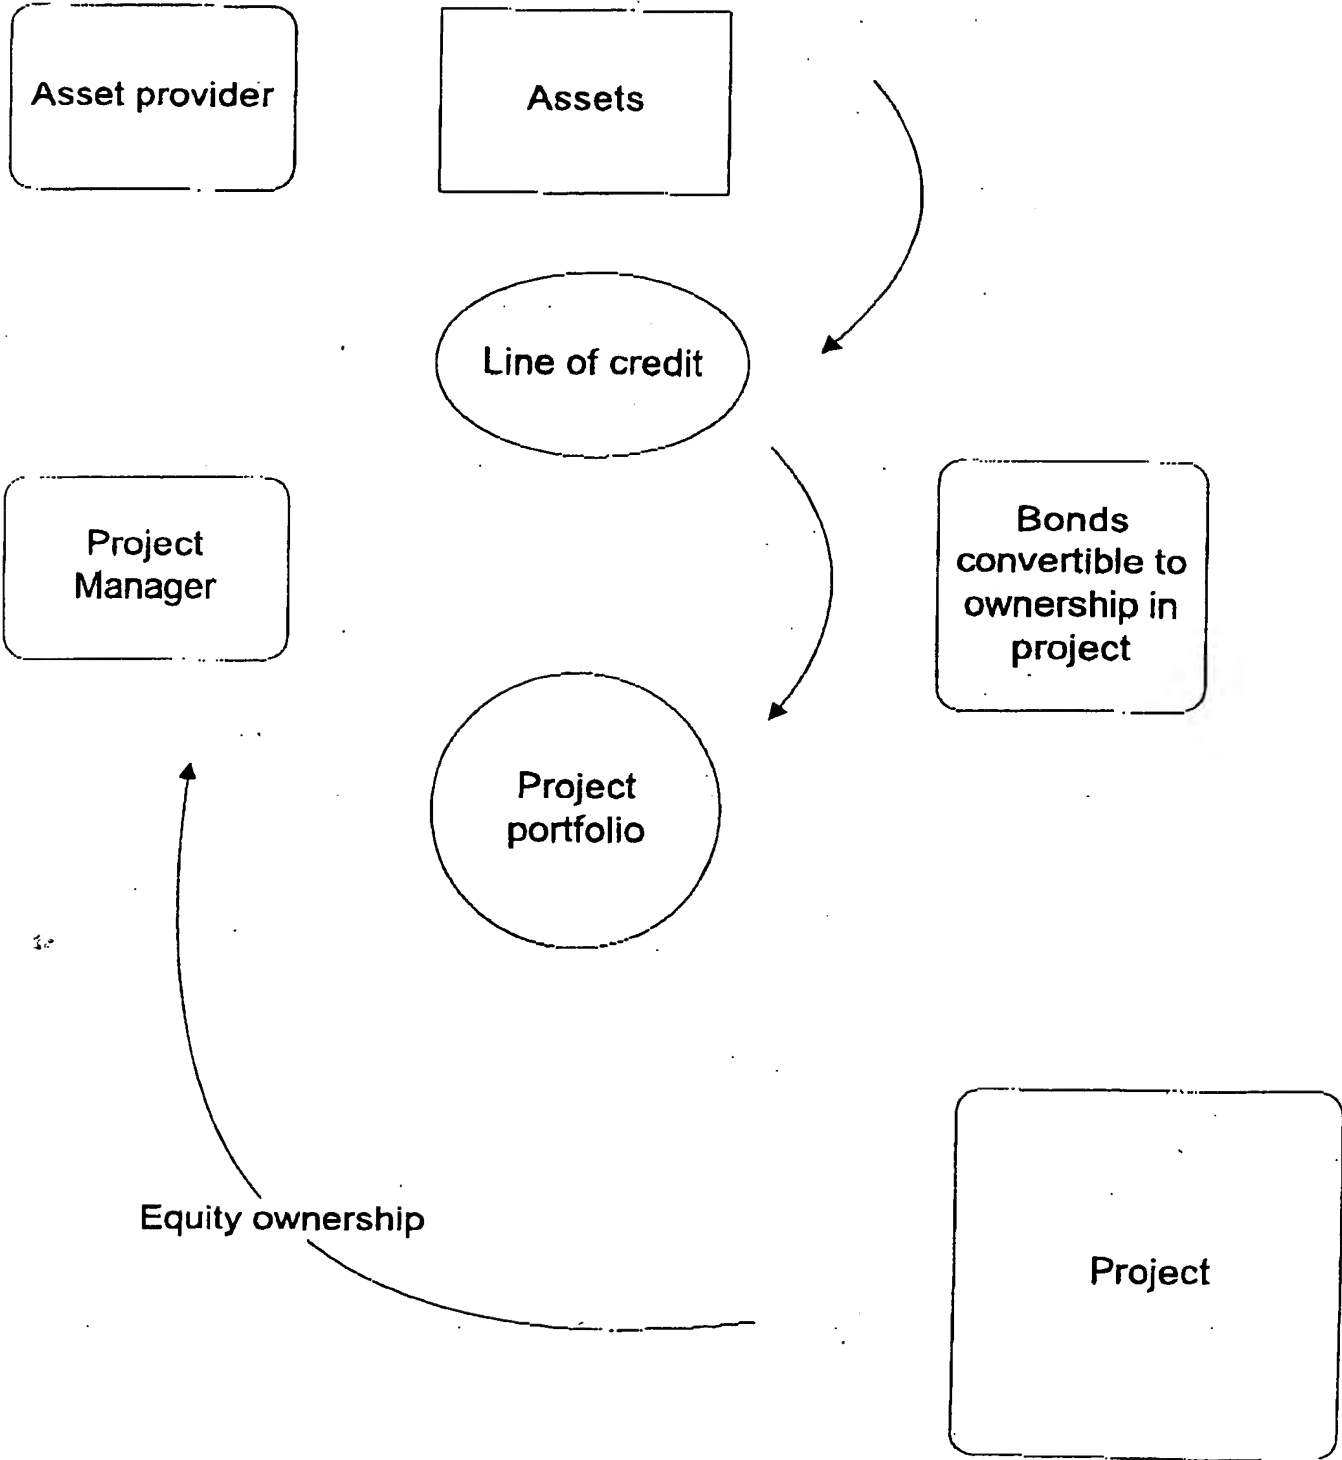 Asset provider
Assets
Line of credit
Project
Manager
Bonds
convertible to
ownership in
project
Project
portfolio
Equity ownership
Project